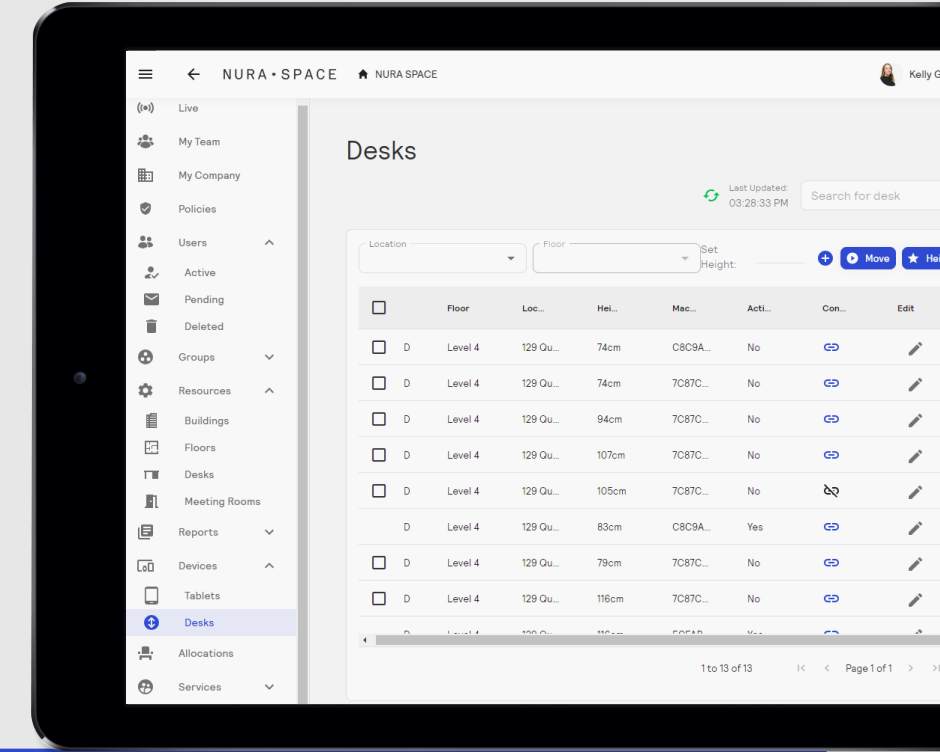 NURA • SPACE
NURA SPACE
Kelly G
Live
My Team
My Company
Policies
Users
Active
Pending
Deleted
Groups
Resources
Buildings
Floors
Desks
Meeting Rooms
Reports
Devices
Tablets
Desks
Allocations
Services
Desks
Last Updated:
03:28:33 PM
Search for desk
Location
Floor
Set
Height:
Move
Hei
Floor Loc... Hei... Mac... Acti... Con... Edit
D Level 4 129 Qu... 74cm C8C9A... No
D Level 4 129 Qu... 74cm 7C87C... No
D Level 4 129 Qu... 94cm 7C87C... No
D Level 4 129 Qu... 107cm 7C87C... No
D Level 4 129 Qu... 105cm 7C87C... No
D Level 4 129 Qu... 83cm C8C9A... Yes
D Level 4 129 Qu... 79cm 7C87C... No
D Level 4 129 Qu... 116cm 7C87C... No
D Level 4 129 Qu... Yes
1 to 13 of 13
Page 1 of 1